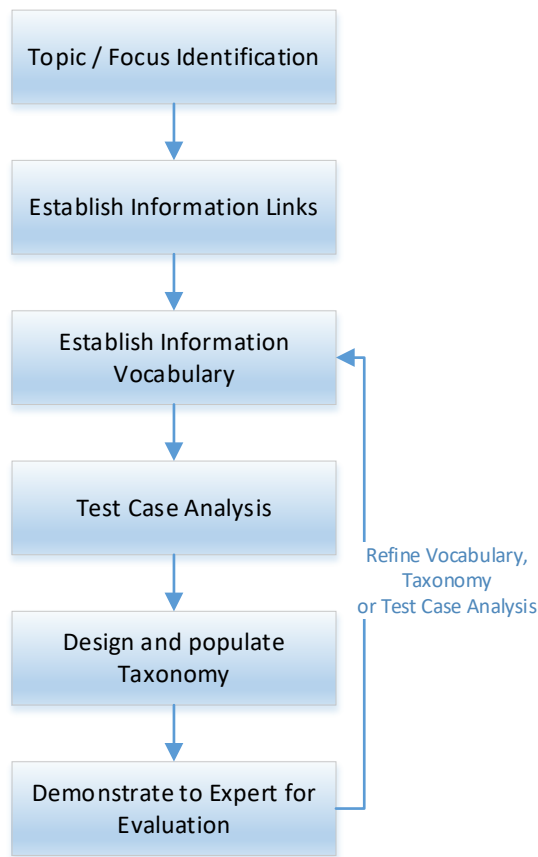 Topic / Focus Identification
Establish Information Links
Establish Information
Vocabulary
Test Case Analysis
Refine Vocabulary,
Taxonomy
or Test Case Analysis
Design and populate
Taxonomy
Demonstrate to Expert for
Evaluation